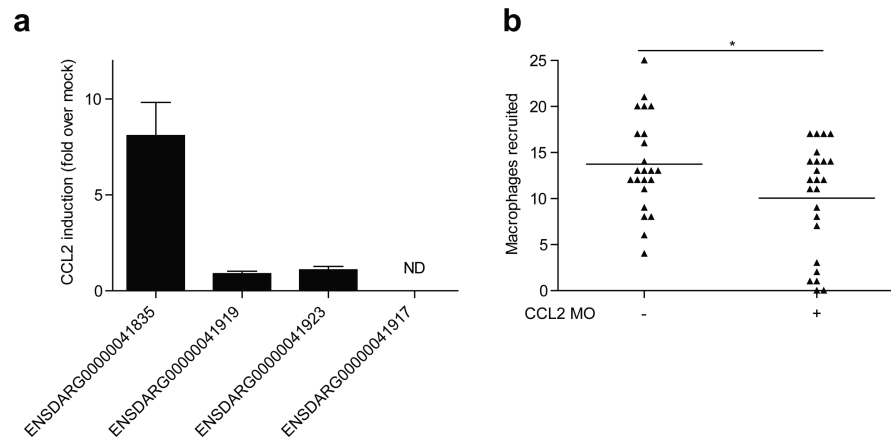 a
CCL2 induction (fold over mock)
10
5
0
ND
ENSDARG00000041835
ENSDARG00000041919
ENSDARG00000041923
ENSDARG00000041917
b
*
Macrophages recruited
25
20
15
10
5
0
CCL2 MO - +